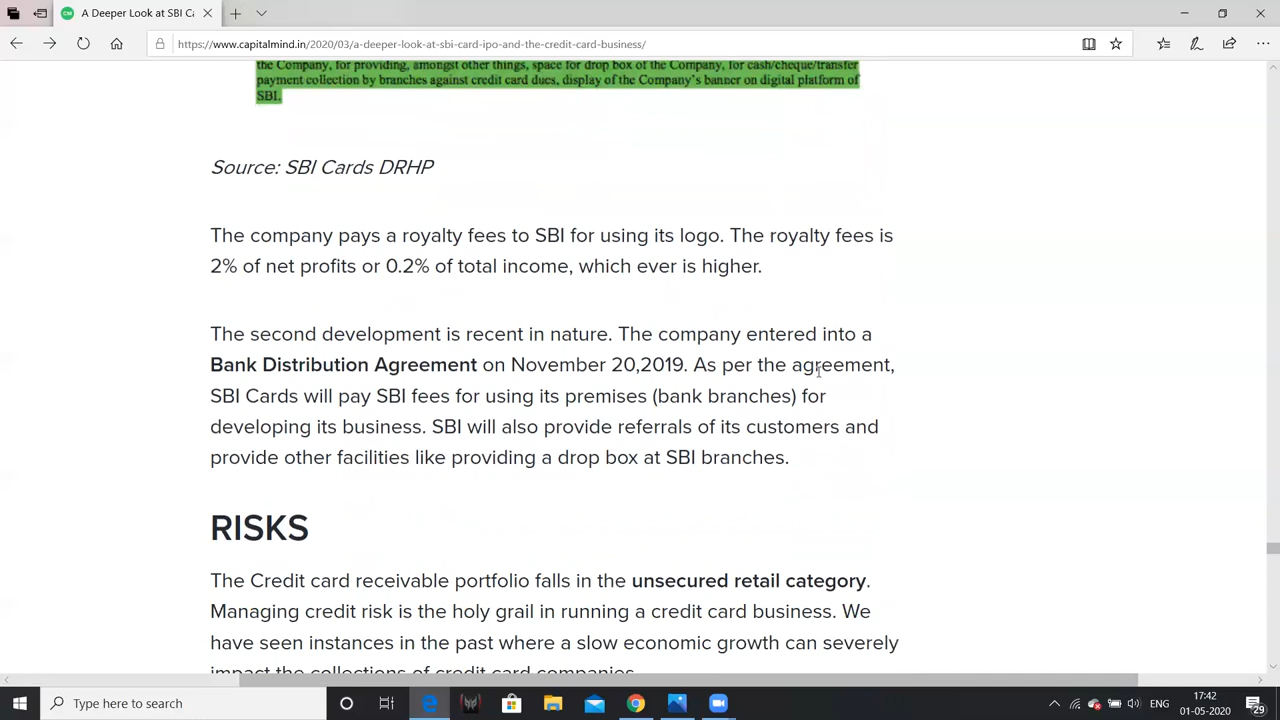 A Deeper Look at SBI Ca
https://www.capitalmind.in/2020/03/a-deeper-look-at-sbi-card-ipo-and-the-credit-card-business/
the Company, for providing, amongst other things, space for drop box of the Company, for cash/cheque/transfer
payment collection by branches against credit card dues, display of the Company's banner on digital platform of
SBI.
Source: SBI Cards DRHP
The company pays a royalty fees to SBI for using its logo. The royalty fees is
2% of net profits or 0.2% of total income, which ever is higher.
The second development is recent in nature. The company entered into a
Bank Distribution Agreement on November 20,2019. As per the agreement,
SBI Cards will pay SBI fees for using its premises (bank branches) for
developing its business. SBI will also provide referrals of its customers and
provide other facilities like providing a drop box at SBI branches.
RISKS
The Credit card receivable portfolio falls in the unsecured retail category.
Managing credit risk is the holy grail in running a credit card business. We
have seen instances in the past where a slow economic growth can severely
impact the collections of credit card companies.
Type here to search
17:42
01-05-2020
29